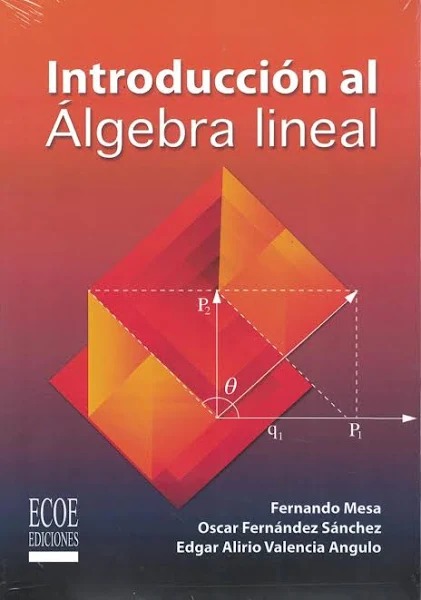 Introducción al
Álgebra lineal
P2
θ
q1
P1
Fernando Mesa
Oscar Fernández Sánchez
Edgar Alirio Valencia Angulo
ECOE
EDICIONES